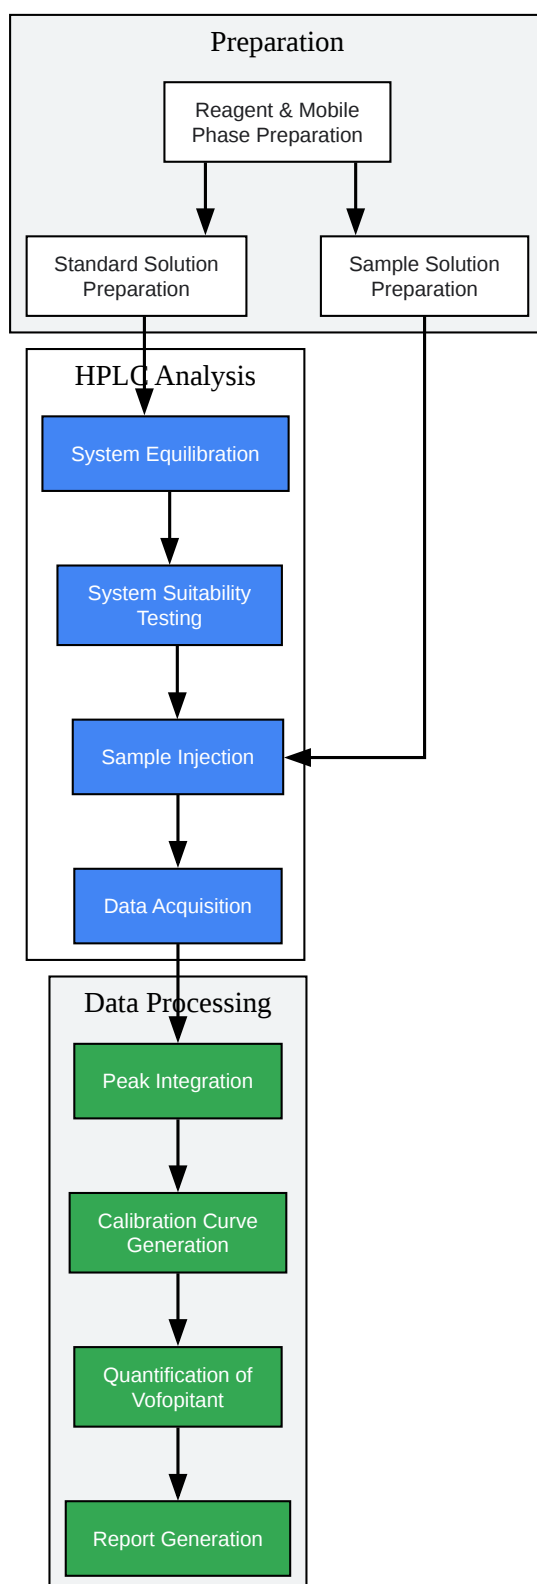 Preparation
Reagent & Mobile
Phase Preparation
Standard Solution
Preparation
Sample Solution
Preparation
HPLC Analysis
System Equilibration
System Suitability
Testing
Sample Injection
Data Acquisition
Data Processing
Peak Integration
Calibration Curve
Generation
Quantification of
Vofopitant
Report Generation